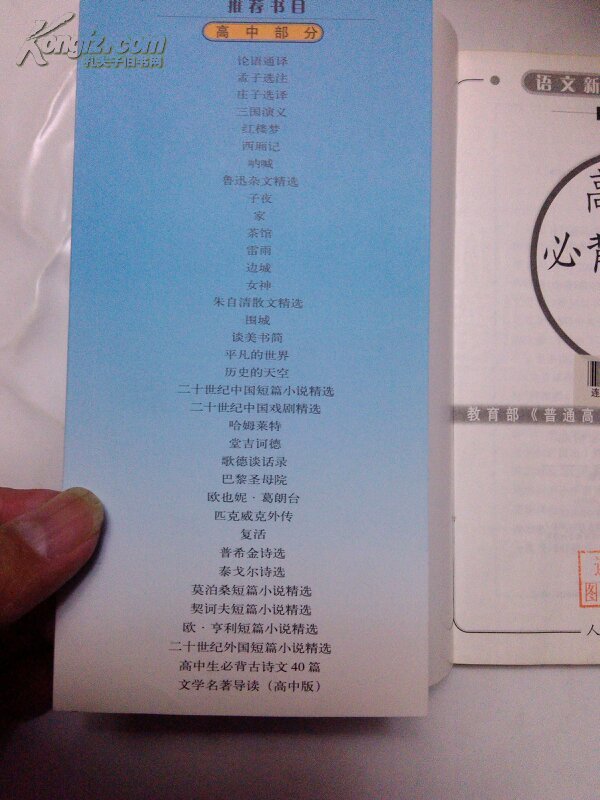 Kongfz.com
孔夫子旧书网
推荐书目
高中部分
论语通译
孟子选注
庄子选译
三国演义
红楼梦
西厢记
呐喊
鲁迅杂文精选
子夜
家
茶馆
雷雨
边城
女神
朱自清散文精选
围城
谈美书简
平凡的世界
历史的天空
二十世纪中国短篇小说精选
二十世纪中国戏剧精选
哈姆莱特
堂吉诃德
歌德谈话录
巴黎圣母院
欧也妮·葛朗台
匹克威克外传
复活
普希金诗选
泰戈尔诗选
莫泊桑短篇小说精选
契诃夫短篇小说精选
欧·亨利短篇小说精选
二十世纪外国短篇小说精选
高中生必背古诗文40篇
文学名著导读（高中版）
语文新
高
必背
教育部《普通高
图
人